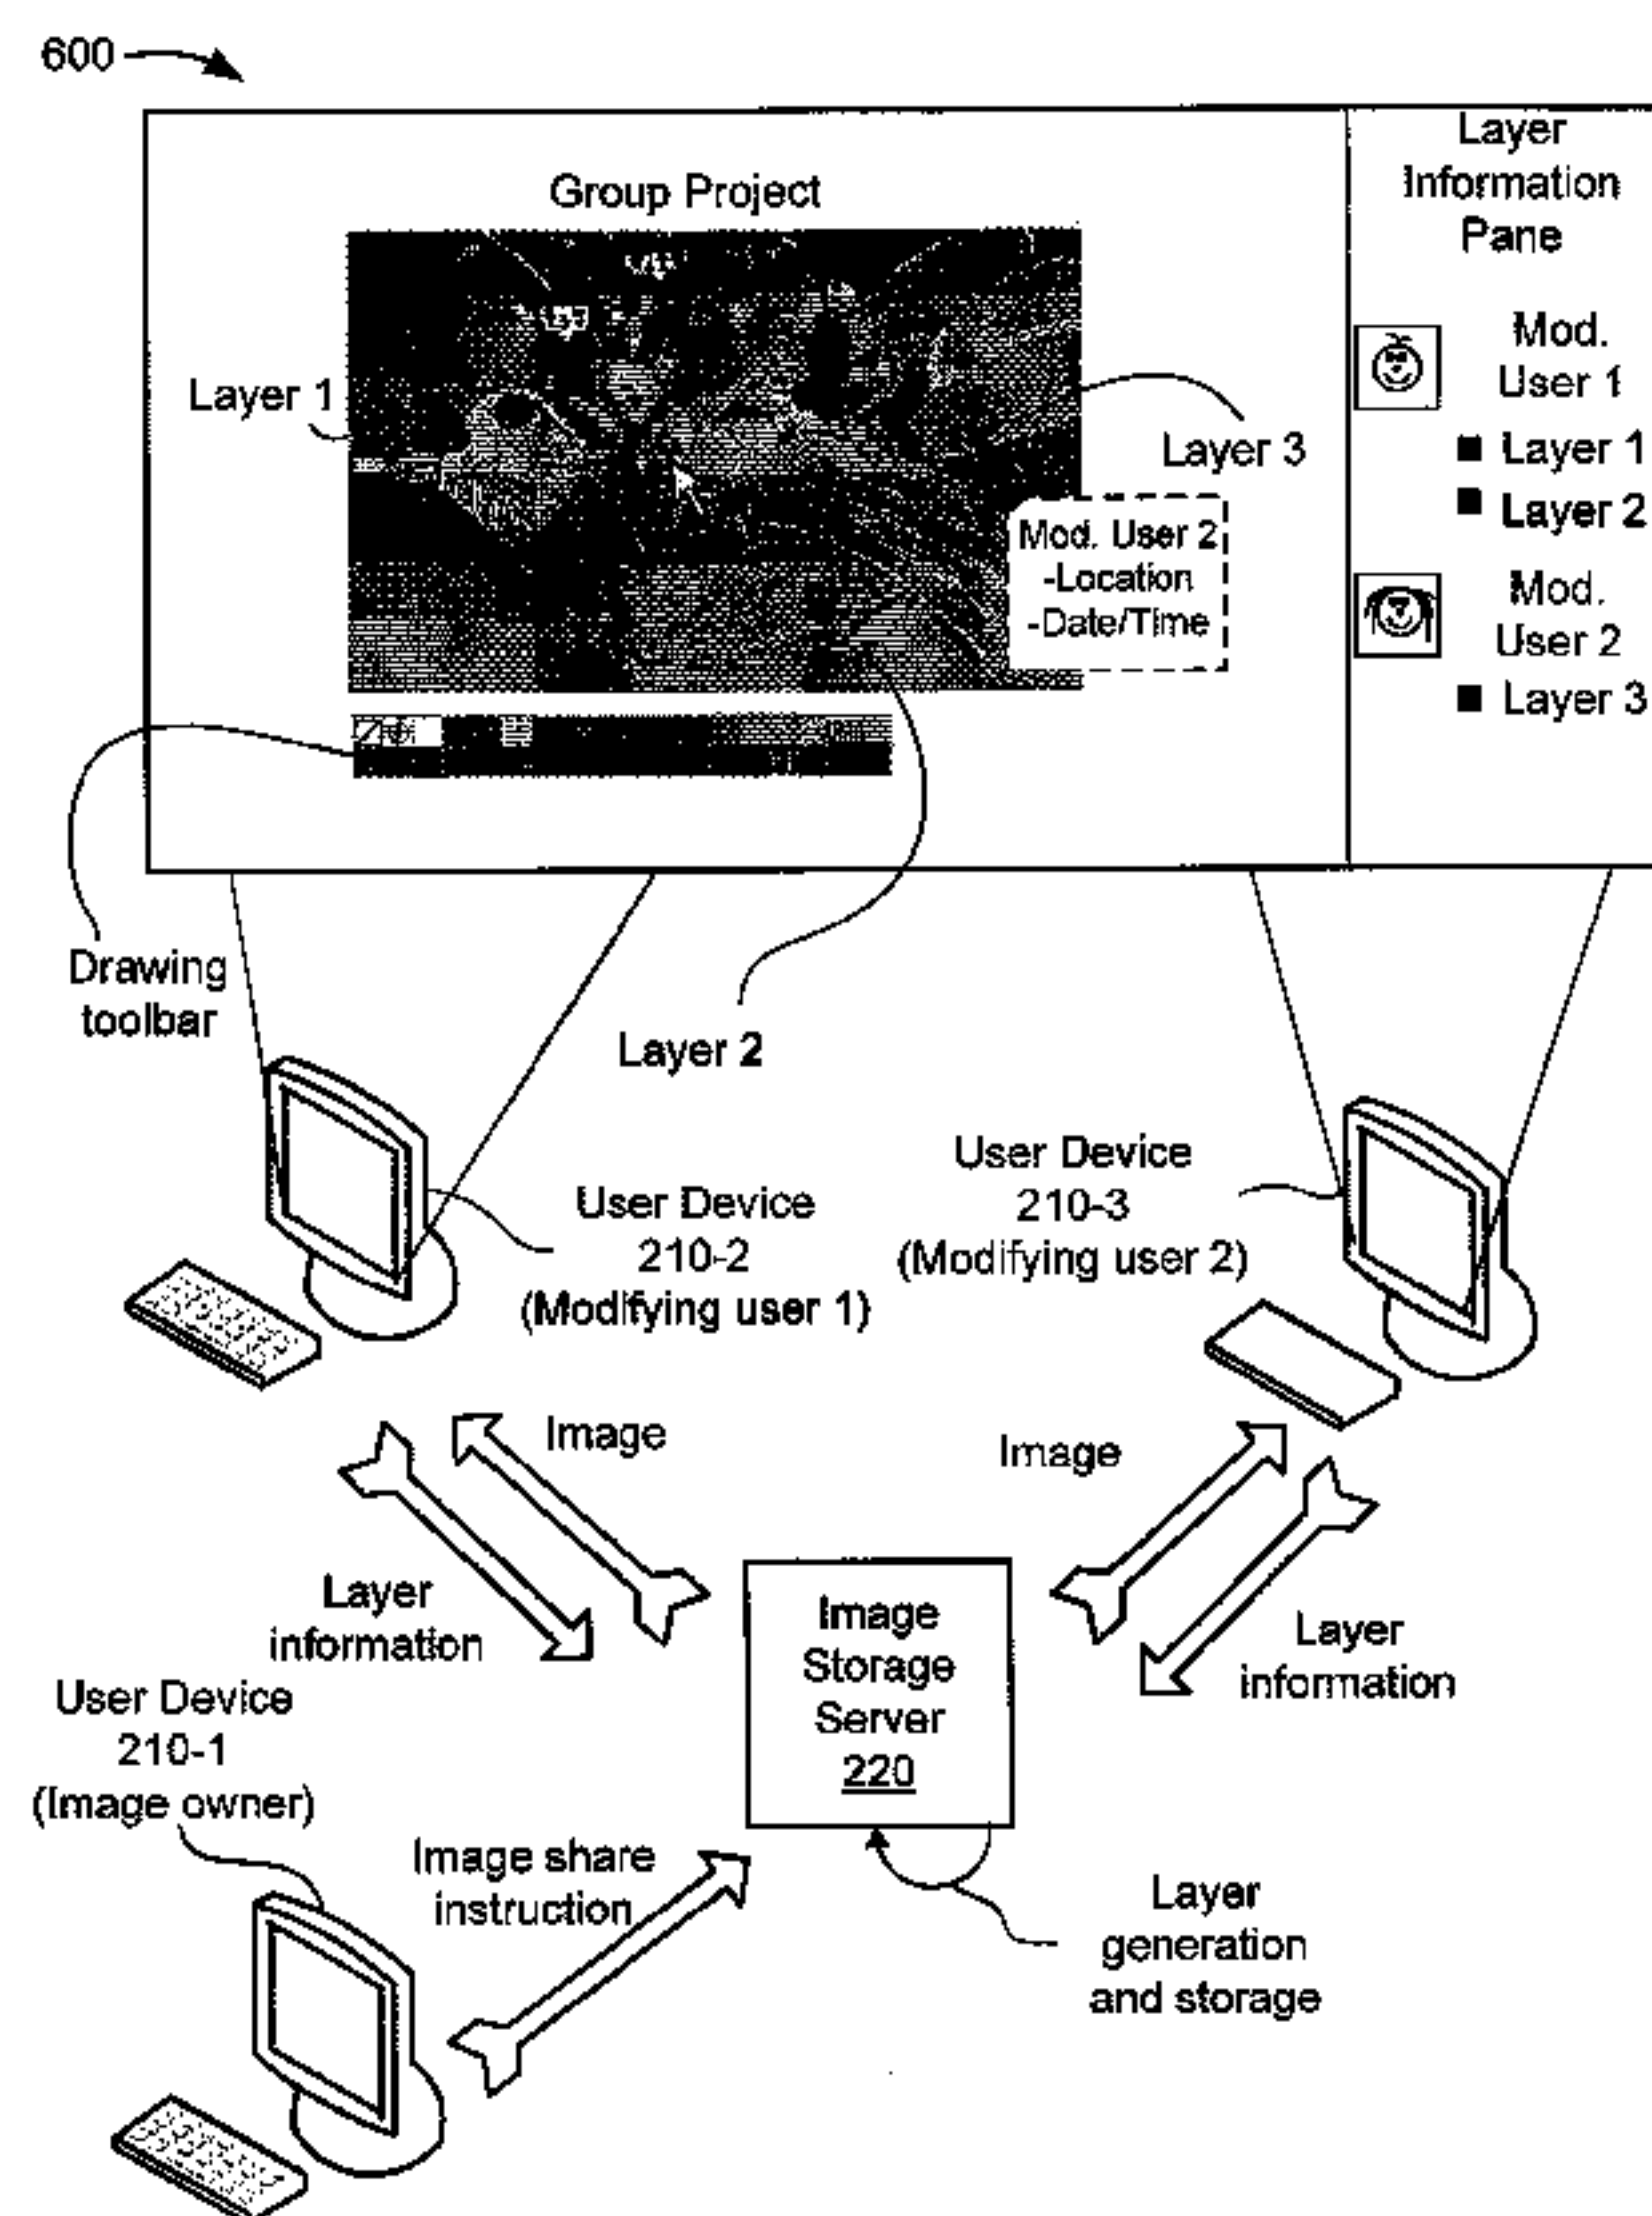 600
Group Project
Layer 1
Layer 3
Mod. User 2
-Location
-Date/Time
Layer
Information
Pane
Mod.
User 1
Layer 1
Layer 2
Mod.
User 2
Layer 3
Drawing
toolbar
Layer 2
User Device
210-2
(Modifying user 1)
User Device
210-3
(Modifying user 2)
Image
Image
Layer
information
Layer
information
Image
Storage
Server
220
User Device
210-1
(Image owner)
Image share
instruction
Layer
generation
and storage